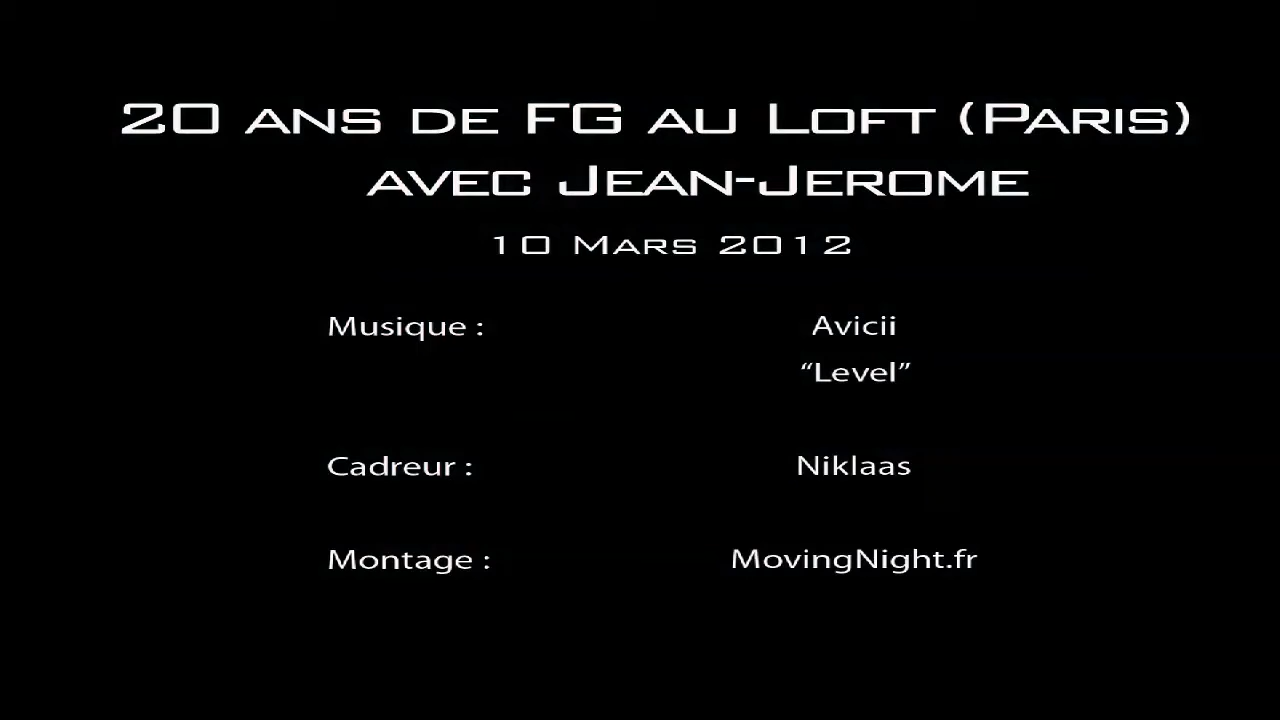 20 ANS DE FG AU LOFT (PARIS)
AVEC JEAN-JEROME
10 MARS 2012
Musique : Avicii
“Level”
Cadreur : Niklaas
Montage : MovingNight.fr